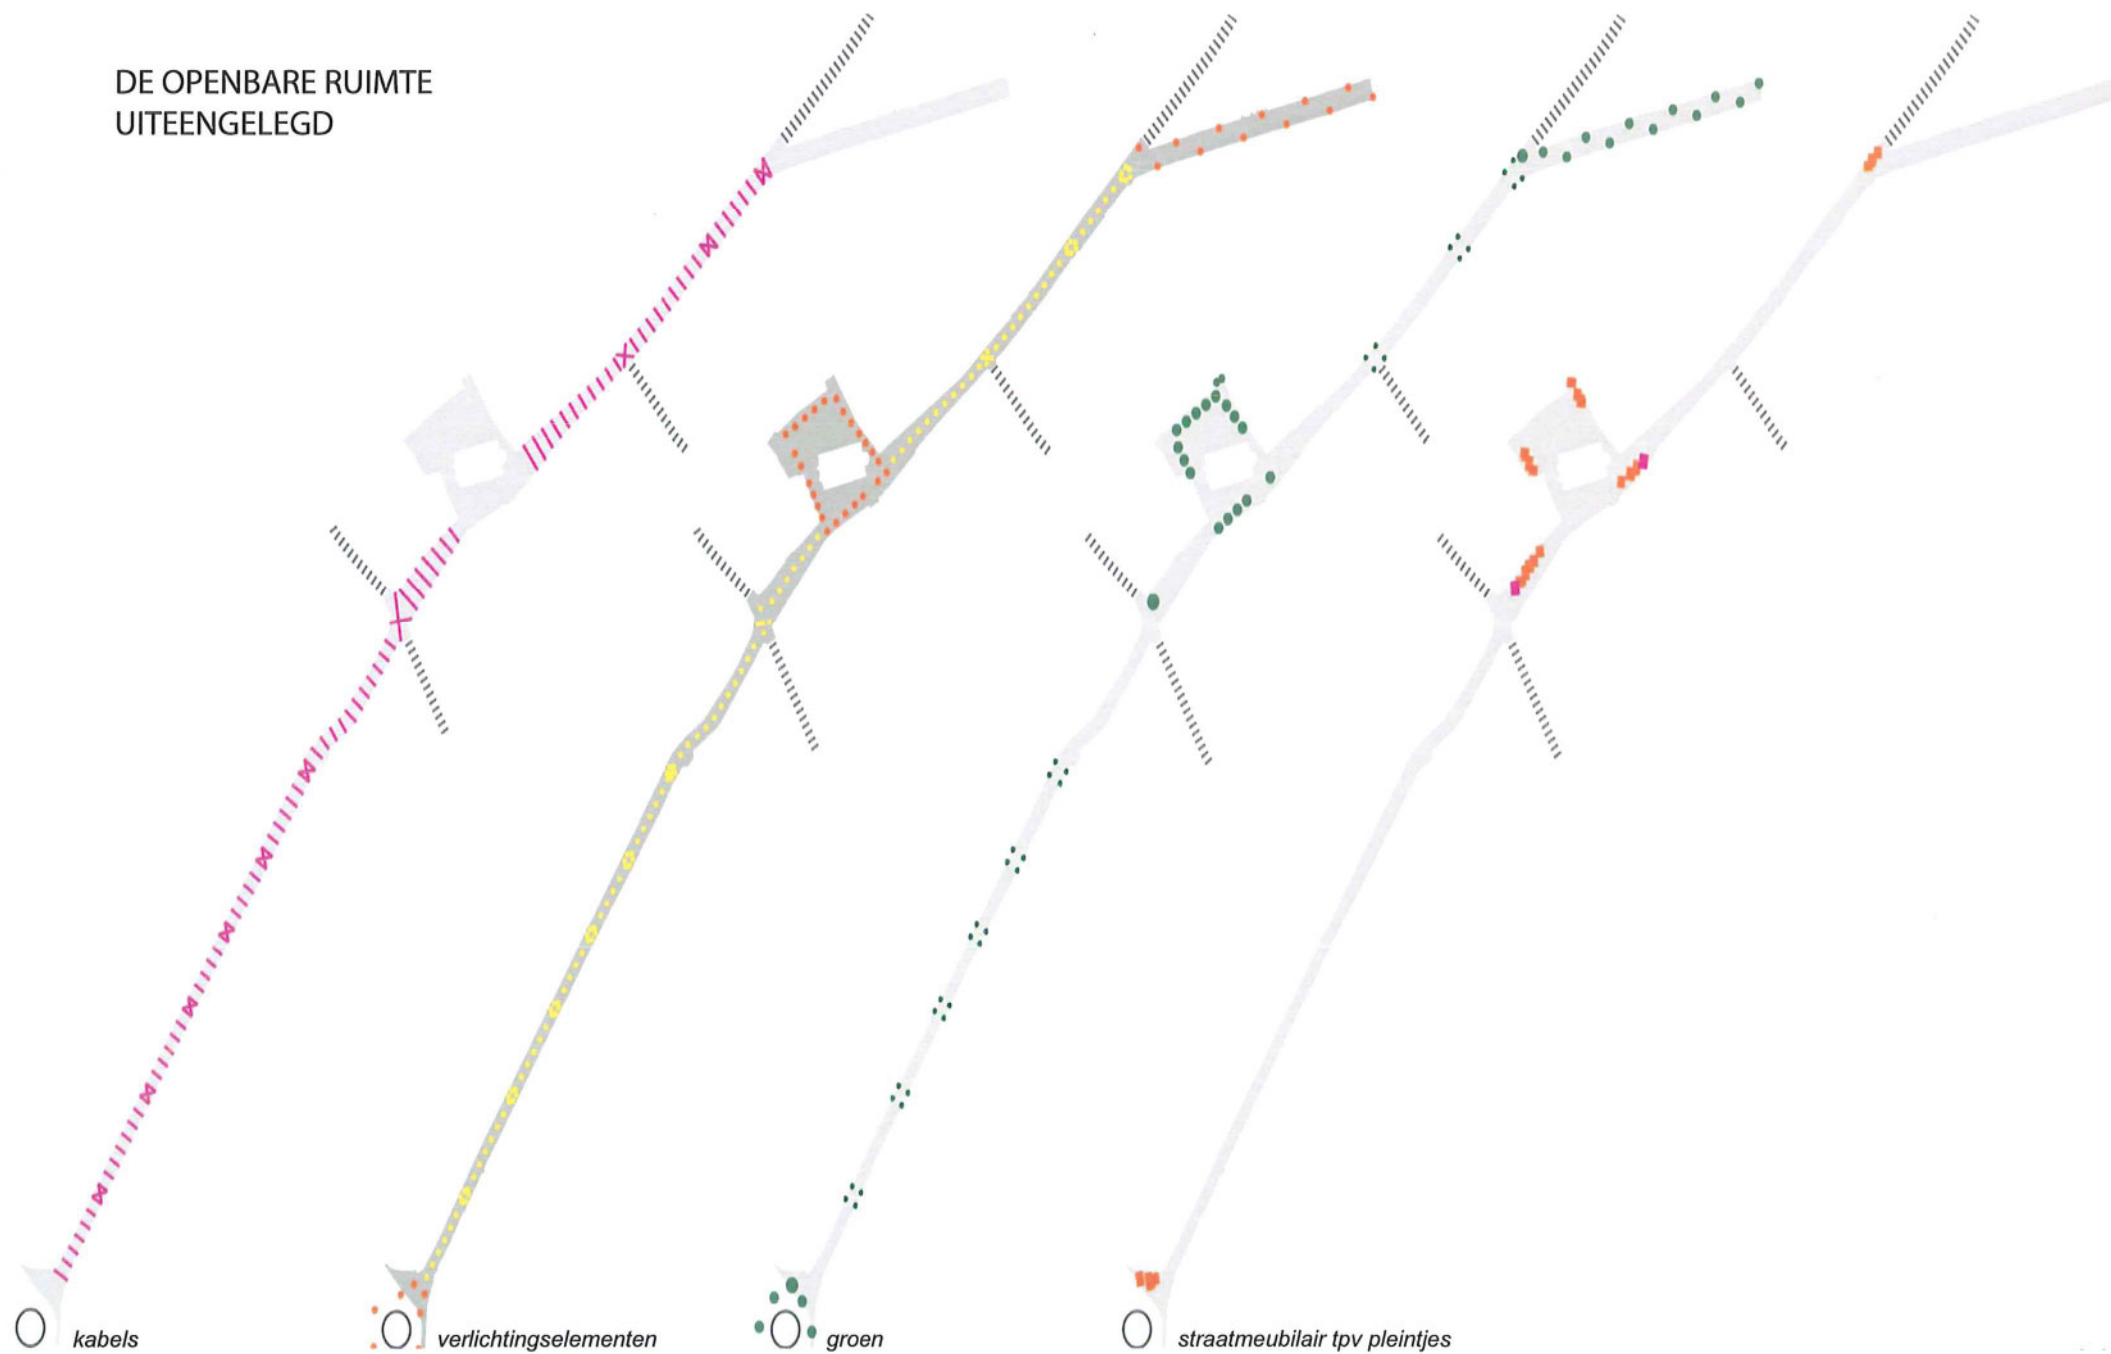 DE OPENBARE RUIMTE
UITEENGELEGD
kabels
verlichtingselementen
groen
straatmeubilair tpv pleintjes